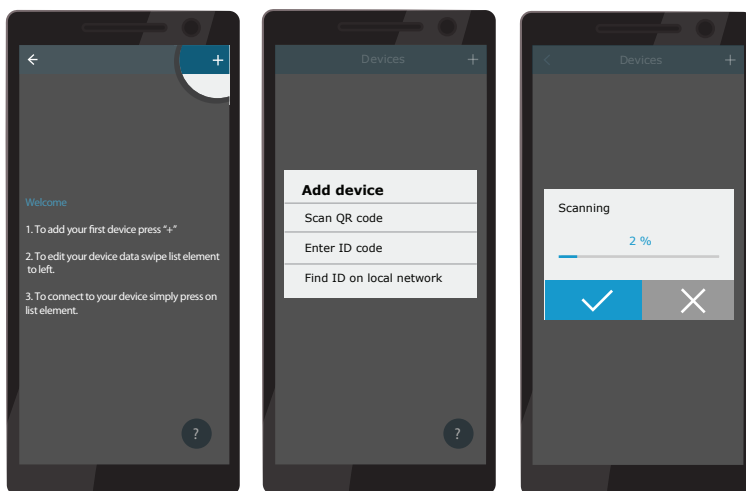 Welcome
1. To add your first device press "+"
2. To edit your device data swipe list element
to left.
3. To connect to your device simply press on
list element.
?
Devices
+
Add device
Scan QR code
Enter ID code
Find ID on local network
?
Devices
+
Scanning
2 %